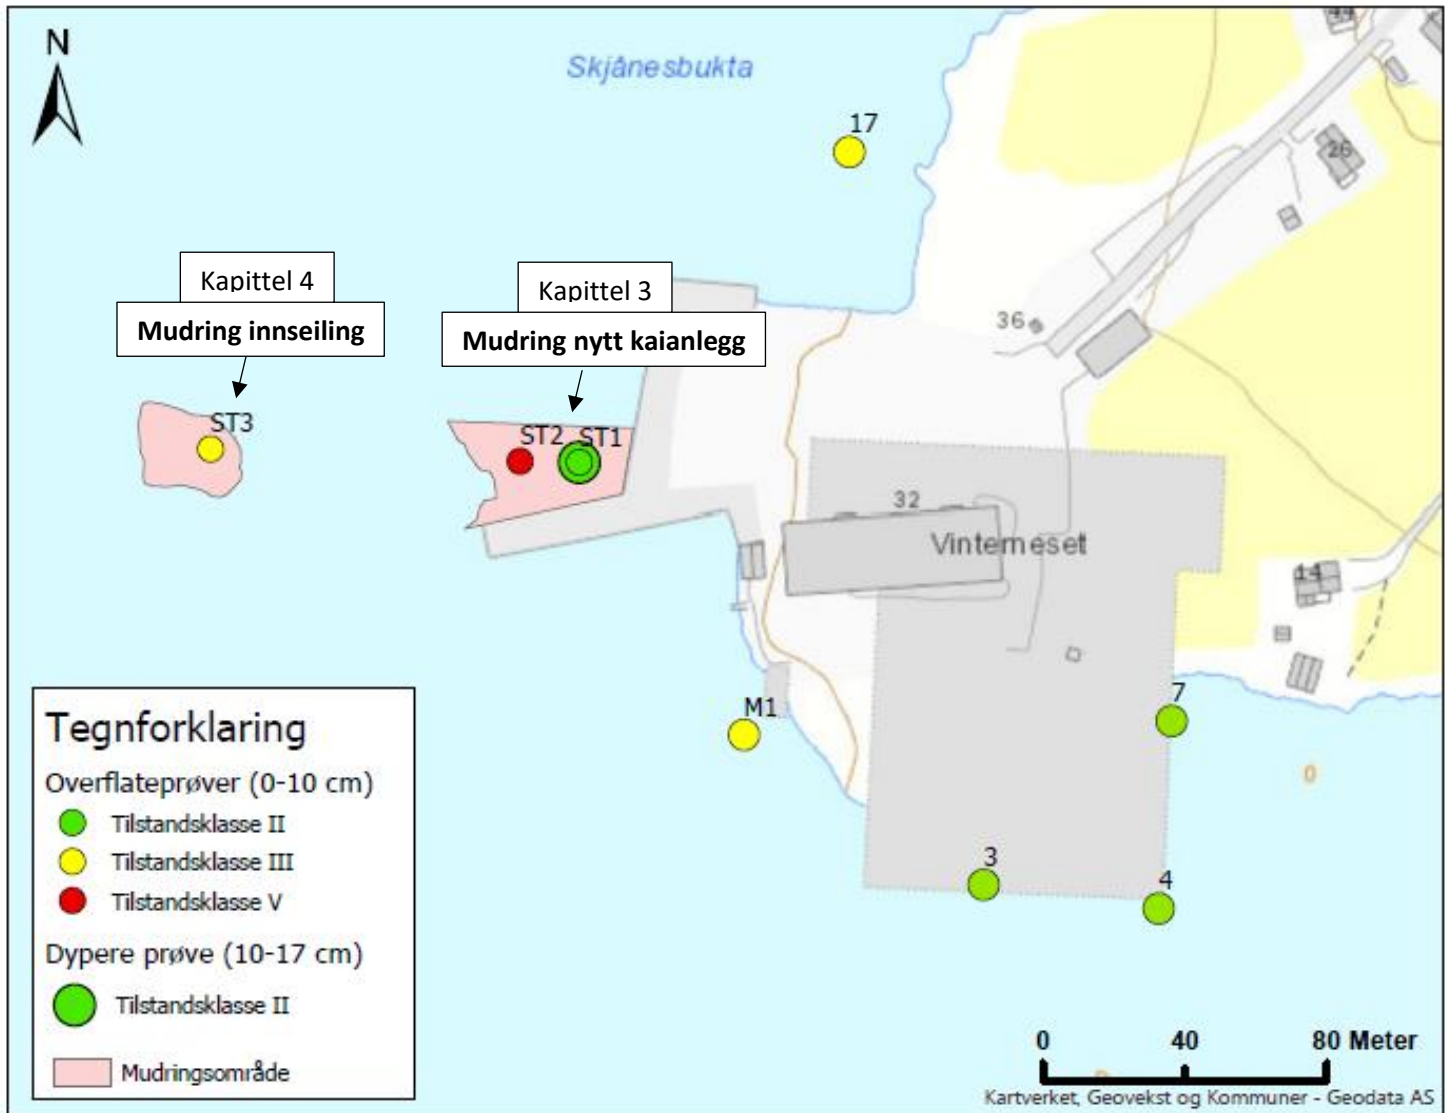 N
Skjånesbukta
17
26
36
Kapittel 4
Mudring innseiling
Kapittel 3
Mudring nytt kaianlegg
ST3
ST2
ST1
32
Vinterneset
14
7
M1
0
3
4
Tegnforklaring
Overflateprøver (0-10 cm)
Tilstandsklasse II
Tilstandsklasse III
Tilstandsklasse V
Dypere prøve (10-17 cm)
Tilstandsklasse II
Mudringsområde
0 40 80 Meter
Kartverket, Geovekst og Kommuner - Geodata AS